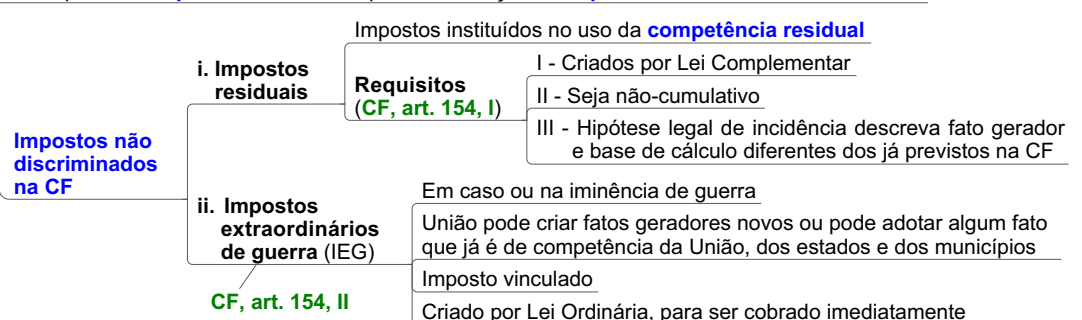 Impostos não
discriminados
na CF
i. Impostos
residuais
Impostos instituídos no uso da competência residual
Requisitos
(CF, art. 154, I)
I - Criados por Lei Complementar
II - Seja não-cumulativo
III - Hipótese legal de incidência descreva fato gerador
e base de cálculo diferentes dos já previstos na CF
ii. Impostos
extraordinários
de guerra (IEG)
CF, art. 154, II
Em caso ou na iminência de guerra
União pode criar fatos geradores novos ou pode adotar algum fato
que já é de competência da União, dos estados e dos municípios
Imposto vinculado
Criado por Lei Ordinária, para ser cobrado imediatamente